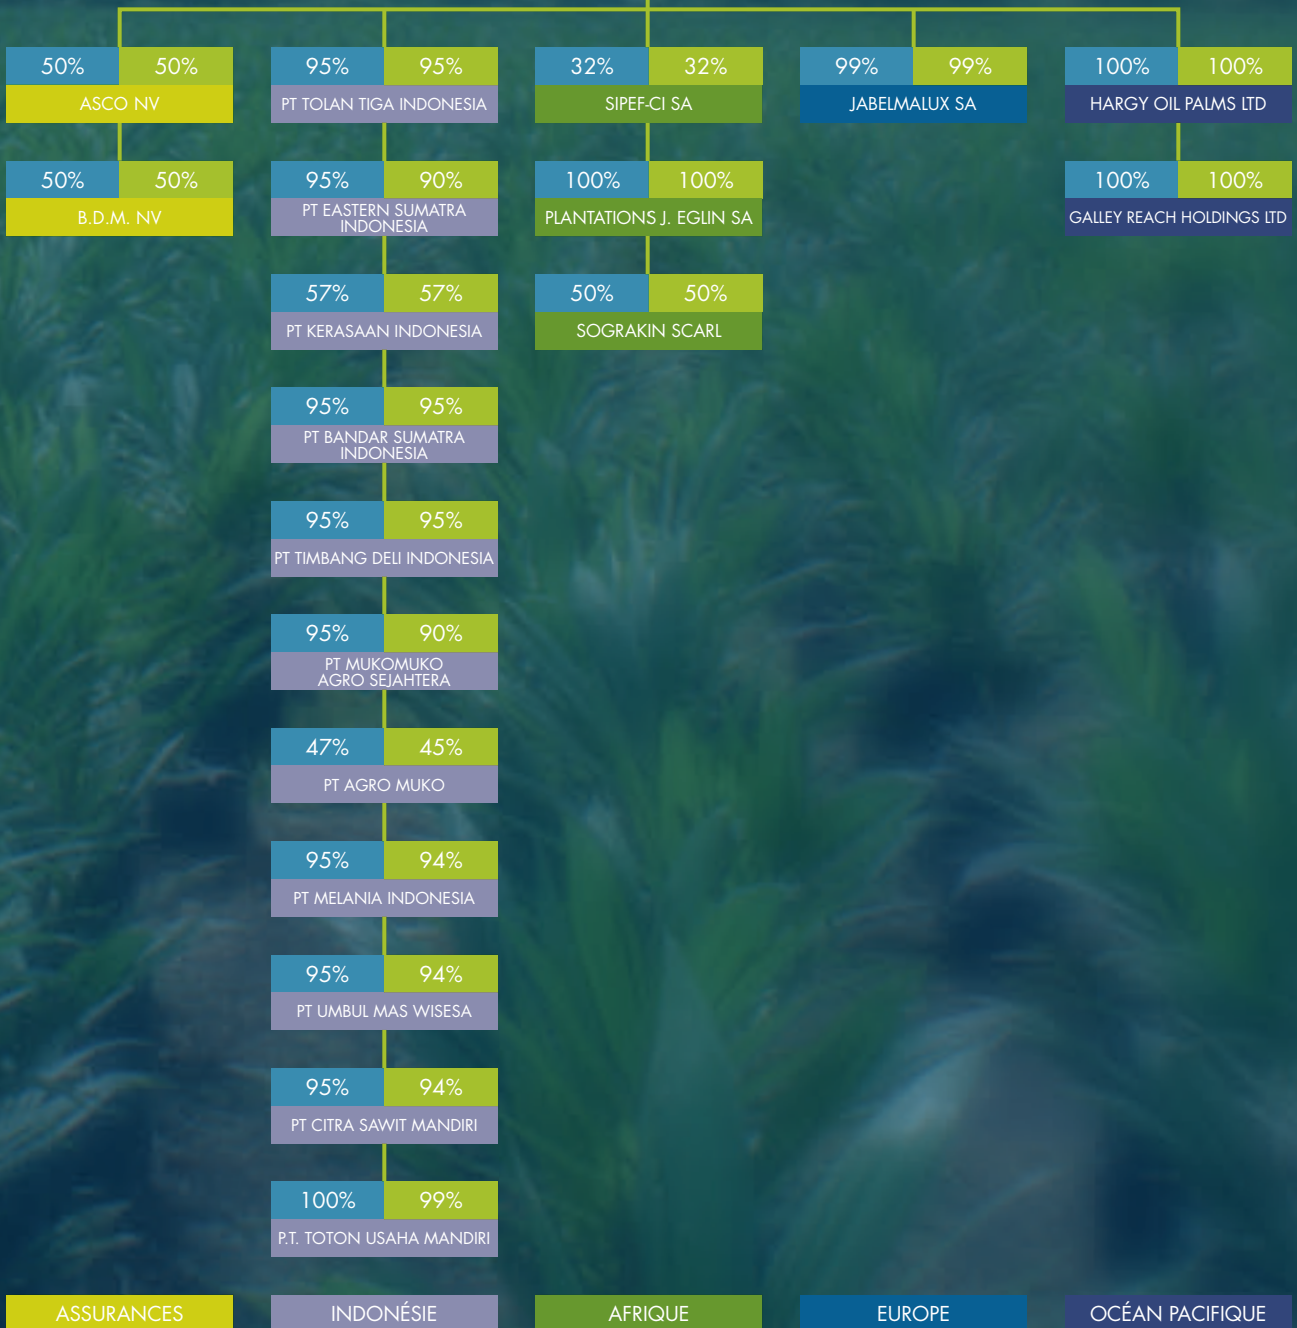 50% 50%
ASCO NV
50% 50%
B.D.M. NV
95% 95%
PT TOLAN TIGA INDONESIA
95% 90%
PT EASTERN SUMATRA
INDONESIA
57% 57%
PT KERASAAN INDONESIA
95% 95%
PT BANDAR SUMATRA
INDONESIA
95% 95%
PT TIMBANG DELI INDONESIA
95% 90%
PT MUKOMUKO
AGRO SEJAHTERA
47% 45%
PT AGRO MUKO
95% 94%
PT MELANIA INDONESIA
95% 94%
PT UMBUL MAS WISESA
95% 94%
PT CITRA SAWIT MANDIRI
100% 99%
P.T. TOTON USAHA MANDIRI
32% 32%
SIPEF-CI SA
100% 100%
PLANTATIONS J. EGLIN SA
50% 50%
SOGRAKIN SCARL
99% 99%
JABELMALUX SA
100% 100%
HARGY OIL PALMS LTD
100% 100%
GALLEY REACH HOLDINGS LTD
ASSURANCES
INDONÉSIE
AFRIQUE
EUROPE
OCÉAN PACIFIQUE